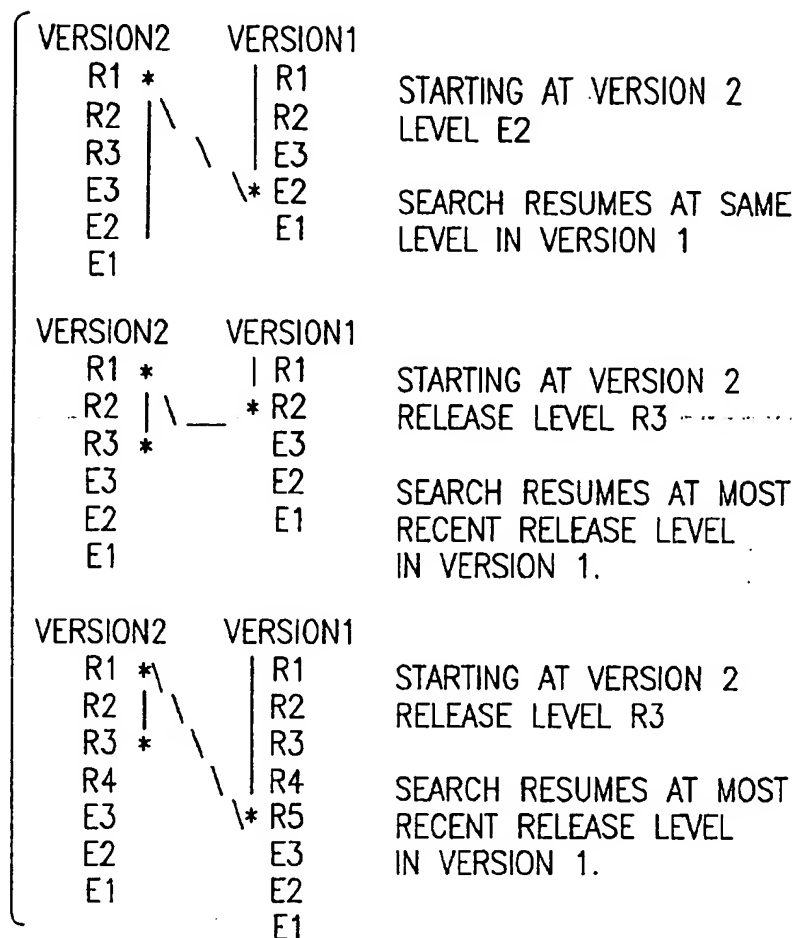 VERSION2 VERSION1
R1 * | R1 STARTING AT VERSION 2
R2 R2 LEVEL E2
R3 E3
E3 * E2 SEARCH RESUMES AT SAME
E2 E1 LEVEL IN VERSION 1
E1
VERSION2 VERSION1
R1 * R1 STARTING AT VERSION 2
R2 * R2 RELEASE LEVEL R3
R3 * E3
E3 E2 SEARCH RESUMES AT MOST
E2 E1 RECENT RELEASE LEVEL
E1 IN VERSION 1.
VERSION2 VERSION1
R1 * R1 STARTING AT VERSION 2
R2 R2 RELEASE LEVEL R3
R3 * R3
R4 R4 SEARCH RESUMES AT MOST
E3 * R5 RECENT RELEASE LEVEL
E2 E3 IN VERSION 1.
E1 E2
E1